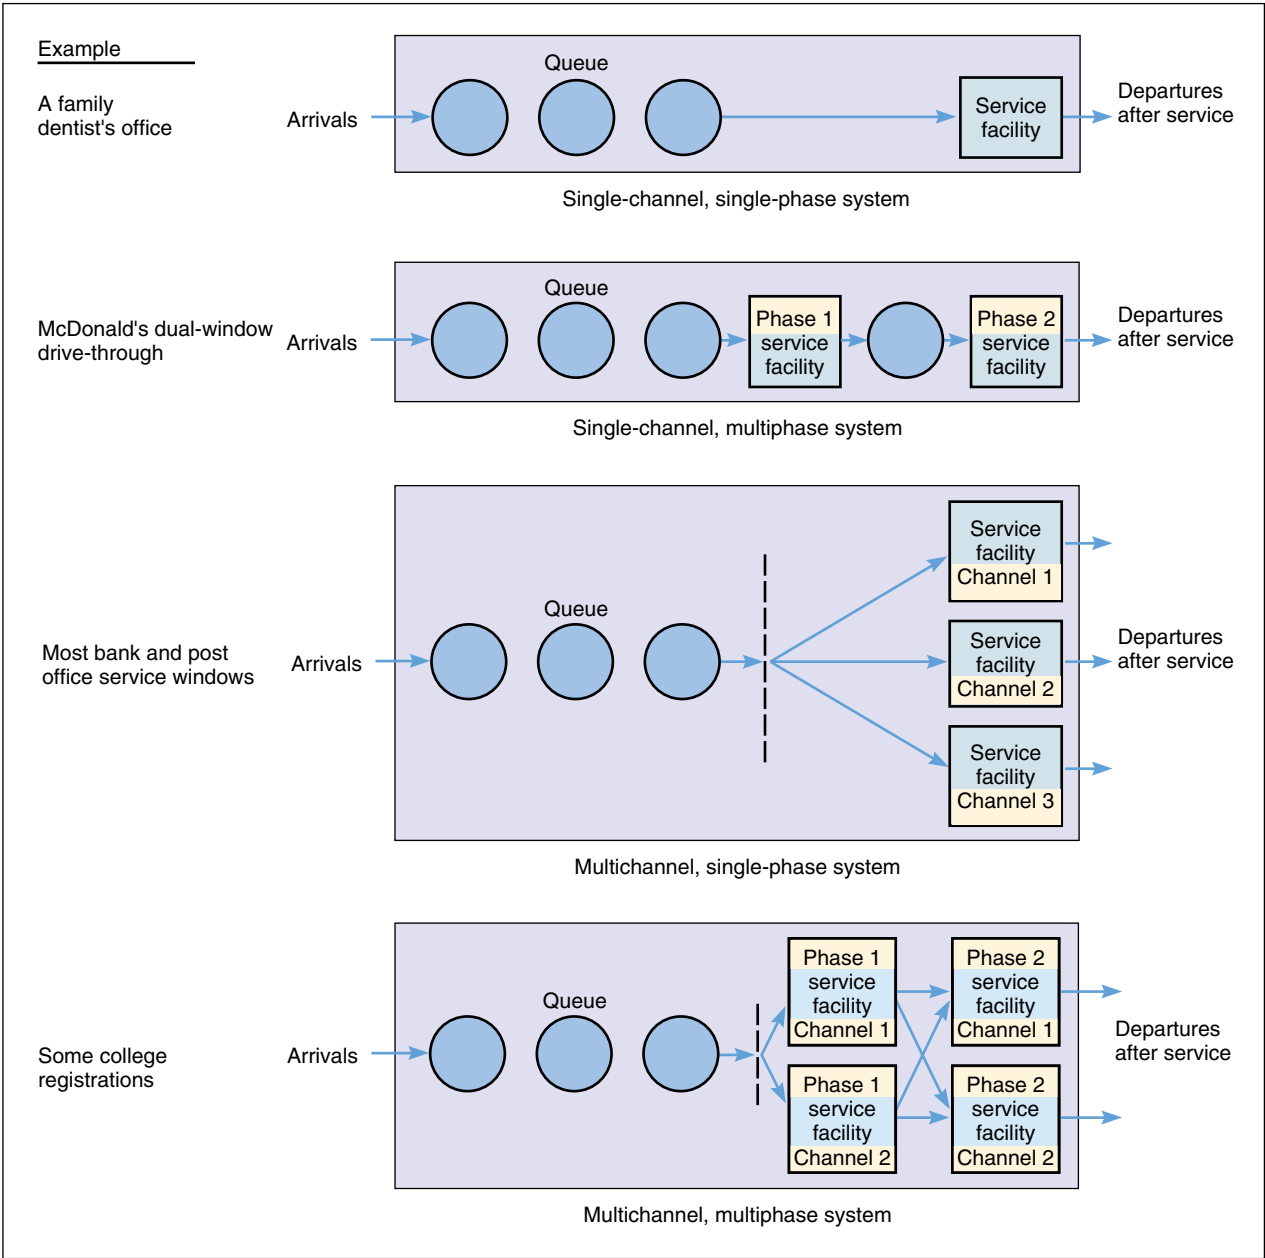 Example
A family
dentist's office
Arrivals
Queue
Service
facility
Departures
after service
Single-channel, single-phase system
McDonald's dual-window
drive-through
Arrivals
Queue
Phase 1
service
facility
Phase 2
service
facility
Departures
after service
Single-channel, multiphase system
Most bank and post
office service windows
Arrivals
Queue
Service
facility
Channel 1
Service
facility
Channel 2
Service
facility
Channel 3
Departures
after service
Multichannel, single-phase system
Some college
registrations
Arrivals
Queue
Phase 1
service
facility
Channel 1
Phase 1
service
facility
Channel 2
Phase 2
service
facility
Channel 1
Phase 2
service
facility
Channel 2
Departures
after service
Multichannel, multiphase system